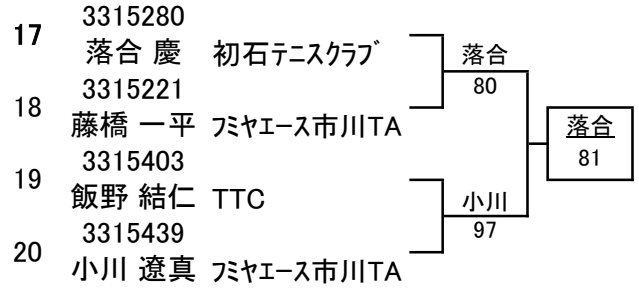 3315280
17 落合 慶 初石テニスクラブ
落合
80
3315221
18 藤橋 一平 フミヤエース市川TA
落合
81
3315403
19 飯野 結仁 TTC
小川
97
3315439
20 小川 遼真 フミヤエース市川TA